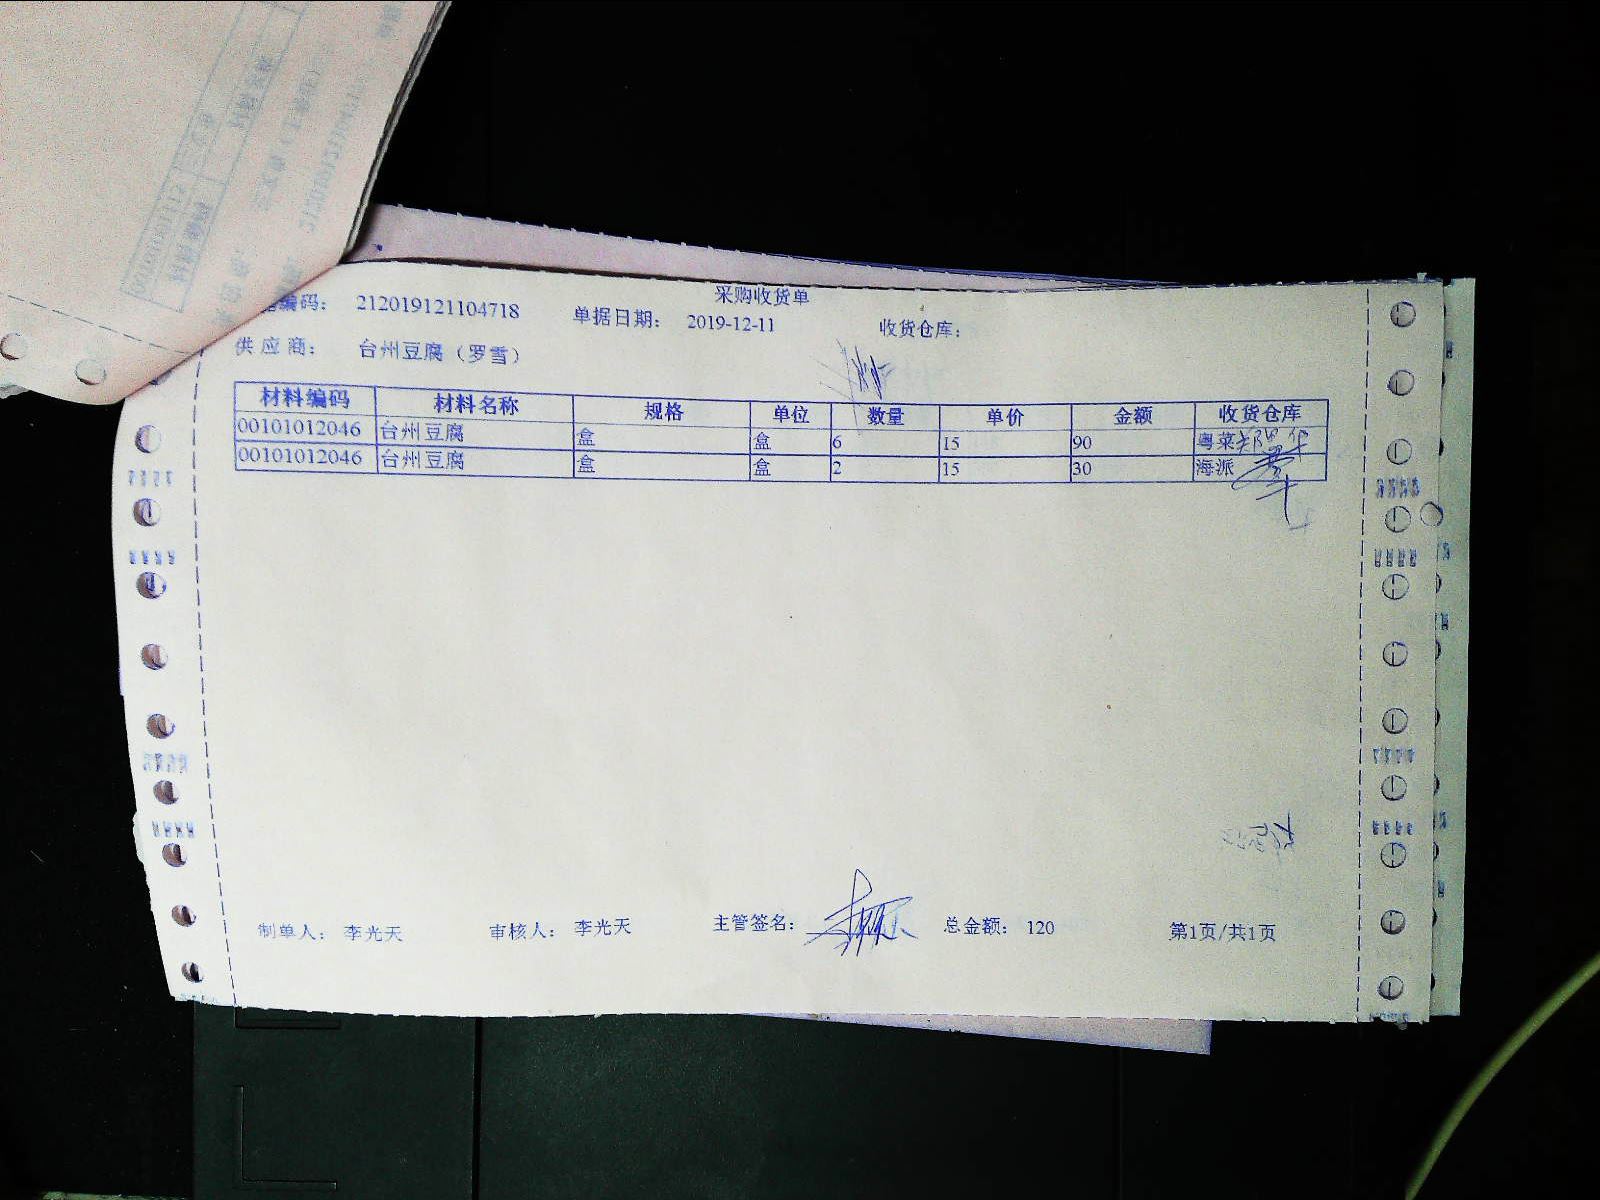 采购收货单
编码： 212019121104718 单据日期： 2019-12-11 收货仓库：
供应商： 台州豆腐（罗雪）
材料编码 材料名称 规格 单位 数量 单价 金额 收货仓库
00101012046 台州豆腐 盒 盒 6 15 90 粤菜
00101012046 台州豆腐 盒 盒 2 15 30 海派
制单人： 李光天 审核人： 李光天 主管签名： 总金额： 120 第1页/共1页